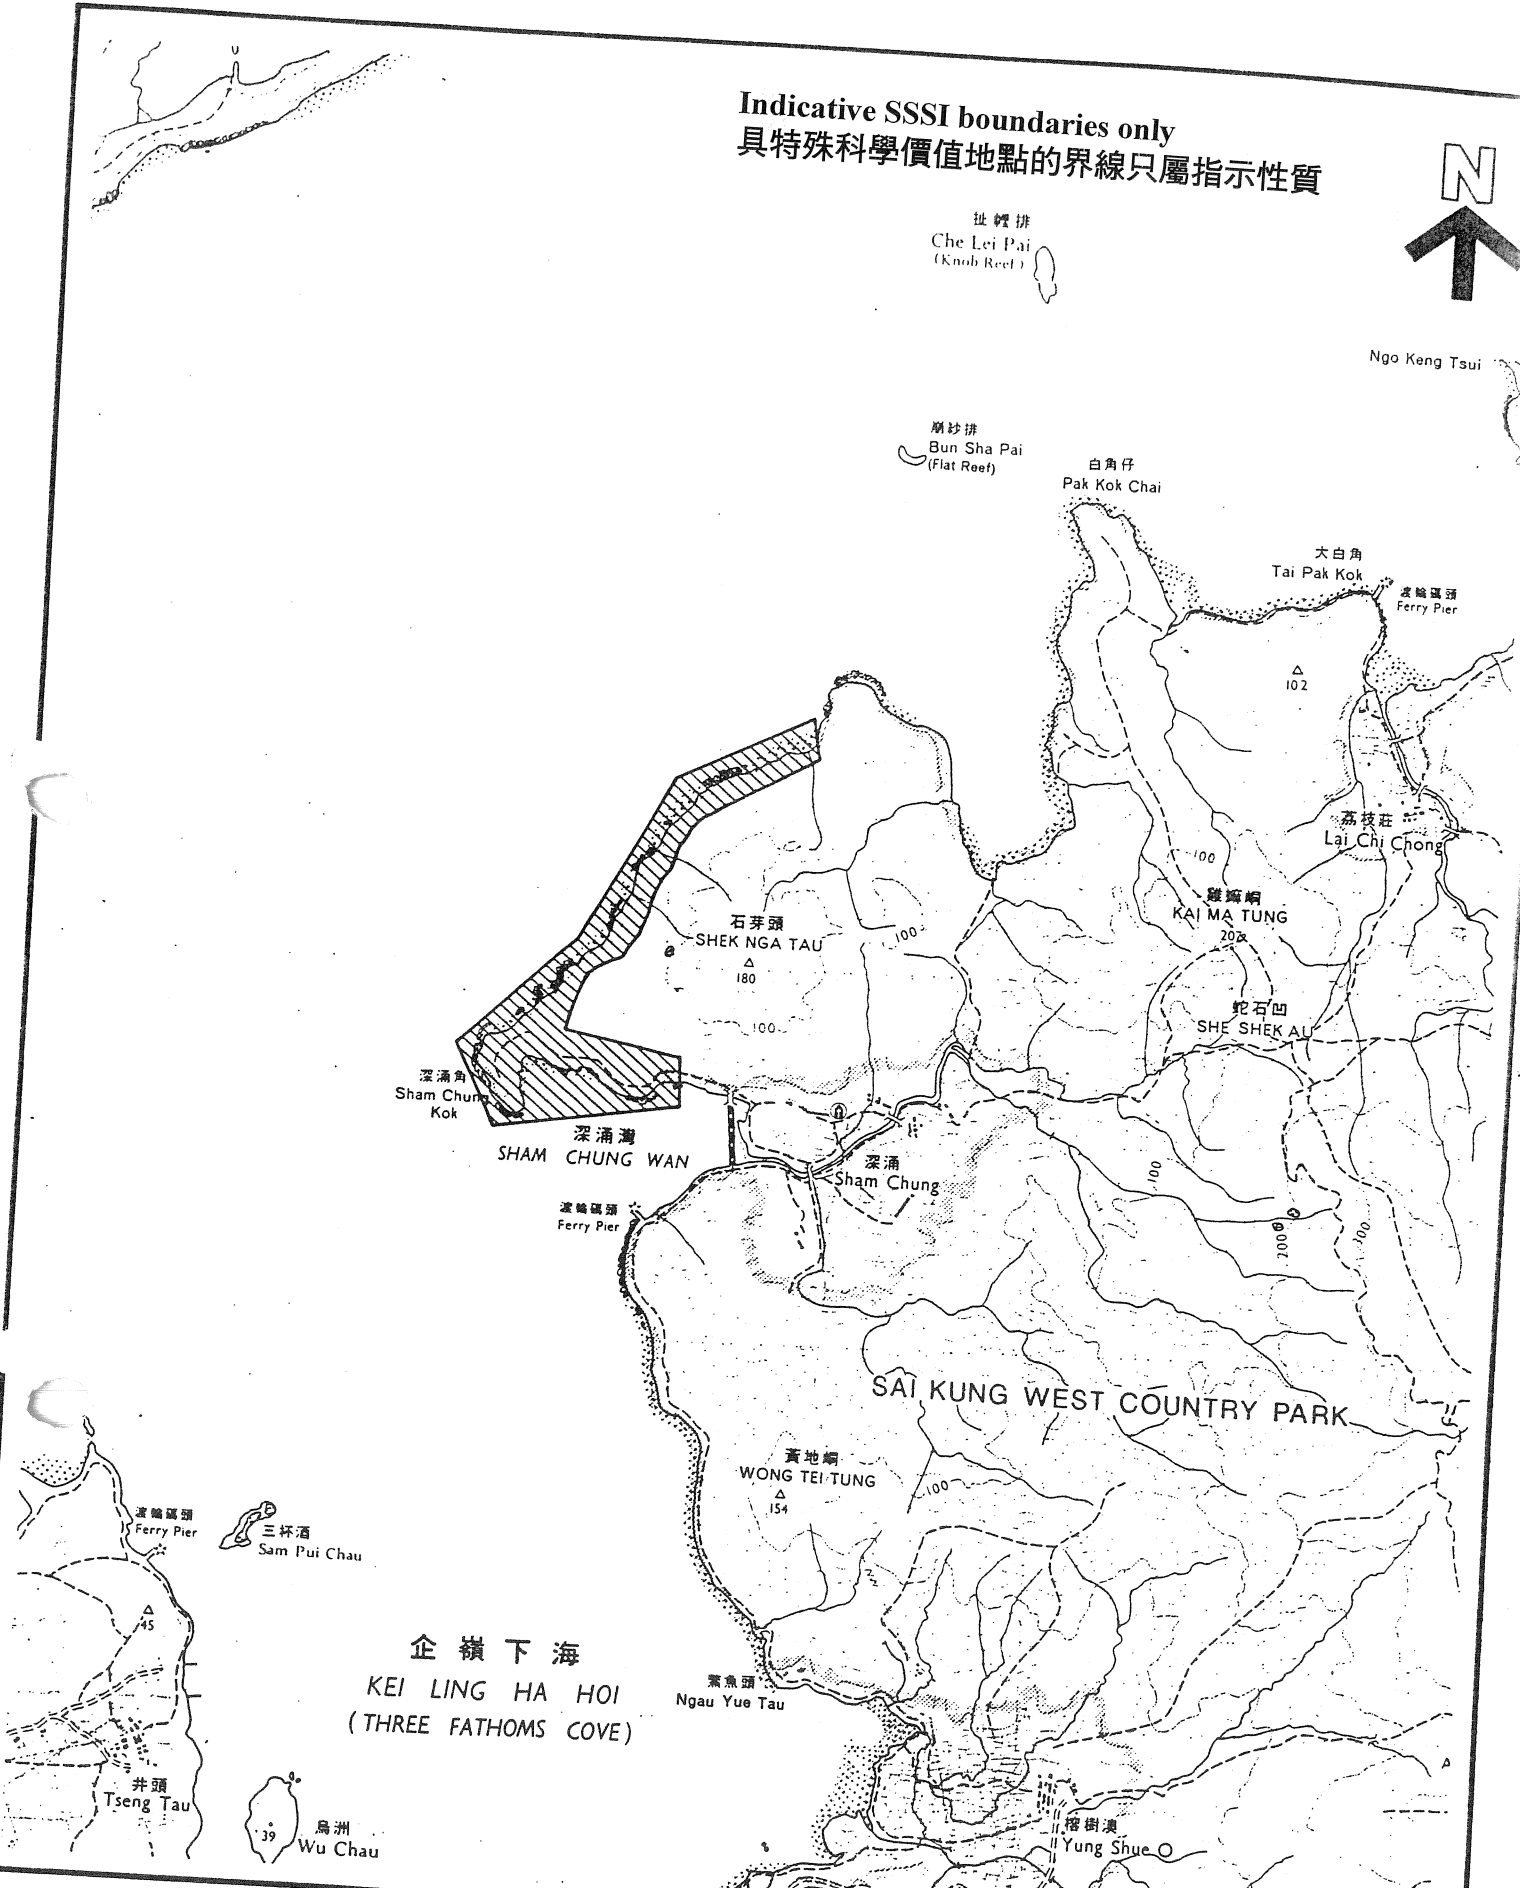 Indicative SSSI boundaries only
具特殊科學價值地點的界線只屬指示性質
N
Che Lei Pai
(Knob Reef)
Ngo Keng Tsui
崩紗排
Bun Sha Pai
(Flat Reef)
白角仔
Pak Kok Chai
大白角
Tai Pak Kok
渡輪碼頭
Ferry Pier
102
荔枝莊
Lai Chi Chong
100
石芽頭
SHEK NGA TAU
180
100
100
雞麻峒
KAI MA TUNG
202
蛇石凹
SHE SHEK AU
深涌角
Sham Chung
Kok
深涌灣
SHAM CHUNG WAN
深涌
Sham Chung
渡輪碼頭
Ferry Pier
100
200
100
SAI KUNG WEST COUNTRY PARK
黃地峒
WONG TEI TUNG
154
100
渡輪碼頭
Ferry Pier
三杯酒
Sam Pui Chau
45
企嶺下海
KEI LING HA HOI
(THREE FATHOMS COVE)
Ngau Yue Tau
井頭
Tseng Tau
39
烏洲
Wu Chau
榕樹澳
Yung Shue O